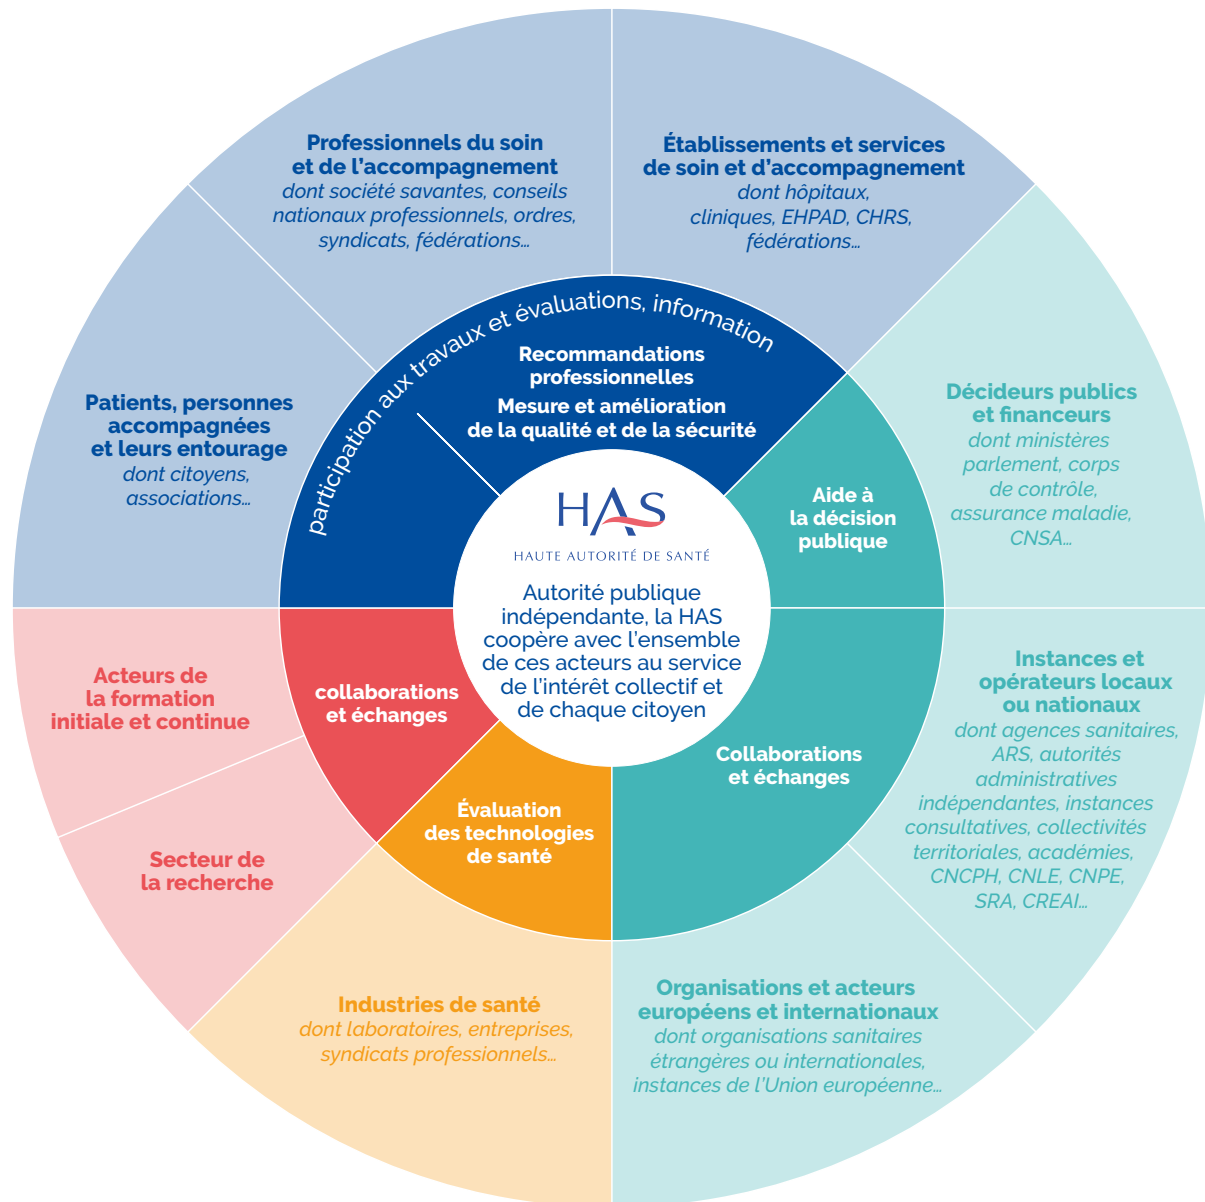 Professionnels du soin
et de l'accompagnement
dont société savantes, conseils
nationaux professionnels, ordres,
syndicats, fédérations...
Établissements et services
de soin et d'accompagnement
dont hôpitaux,
cliniques, EHPAD, CHRS,
fédérations...
Patients, personnes
accompagnées
et leurs entourage
dont citoyens,
associations...
participation aux travaux et évaluations, information
Recommandations
professionnelles
Mesure et amélioration
de la qualité et de la sécurité
Décideurs publics
et financeurs
dont ministères
parlement, corps
de contrôle,
assurance maladie,
CNSA...
Aide à
la décision
publique
HAS
HAUTE AUTORITÉ DE SANTÉ
Autorité publique
indépendante, la HAS
coopère avec l'ensemble
de ces acteurs au service
de l'intérêt collectif et
de chaque citoyen
Acteurs de
la formation
initiale et continue
collaborations
et échanges
Instances et
opérateurs locaux
ou nationaux
dont agences sanitaires,
ARS, autorités
administratives
indépendantes, instances
consultatives, collectivités
territoriales, académies,
CNCPH, CNLE, CNPE,
SRA, CREAI...
Collaborations
et échanges
Évaluation
des technologies
de santé
Secteur de
la recherche
Industries de santé
dont laboratoires, entreprises,
syndicats professionnels...
Organisations et acteurs
européens et internationaux
dont organisations sanitaires
étrangères ou internationales,
instances de l'Union européenne...